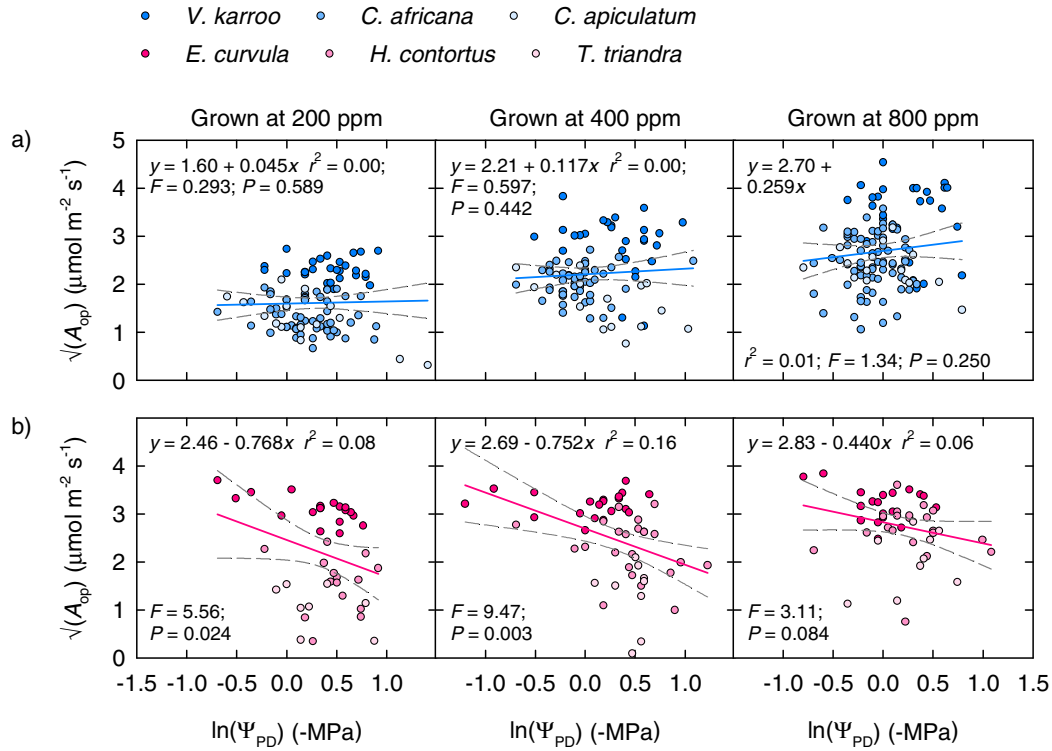 V. karroo C. africana C. apiculatum
E. curvula H. contortus T. triandra
a) Grown at 200 ppm Grown at 400 ppm Grown at 800 ppm
5
4
3
2
1
0
√(Aop) (μmol m-2 s-1)
y = 1.60 + 0.045x r2 = 0.00;
F = 0.293; P = 0.589
y = 2.21 + 0.117x r2 = 0.00;
F = 0.597;
P = 0.442
y = 2.70 +
0.259x
r2 = 0.01; F = 1.34; P = 0.250
b)
4
3
2
1
0
√(Aop) (μmol m-2 s-1)
y = 2.46 - 0.768x r2 = 0.08
F = 5.56;
P = 0.024
y = 2.69 - 0.752x r2 = 0.16
F = 9.47;
P = 0.003
y = 2.83 - 0.440x r2 = 0.06
F = 3.11;
P = 0.084
-1.5 -1.0 -0.5 0.0 0.5 1.0 -1.0 -0.5 0.0 0.5 1.0 -1.0 -0.5 0.0 0.5 1.0 1.5
ln(ΨPD) (-MPa) ln(ΨPD) (-MPa) ln(ΨPD) (-MPa)